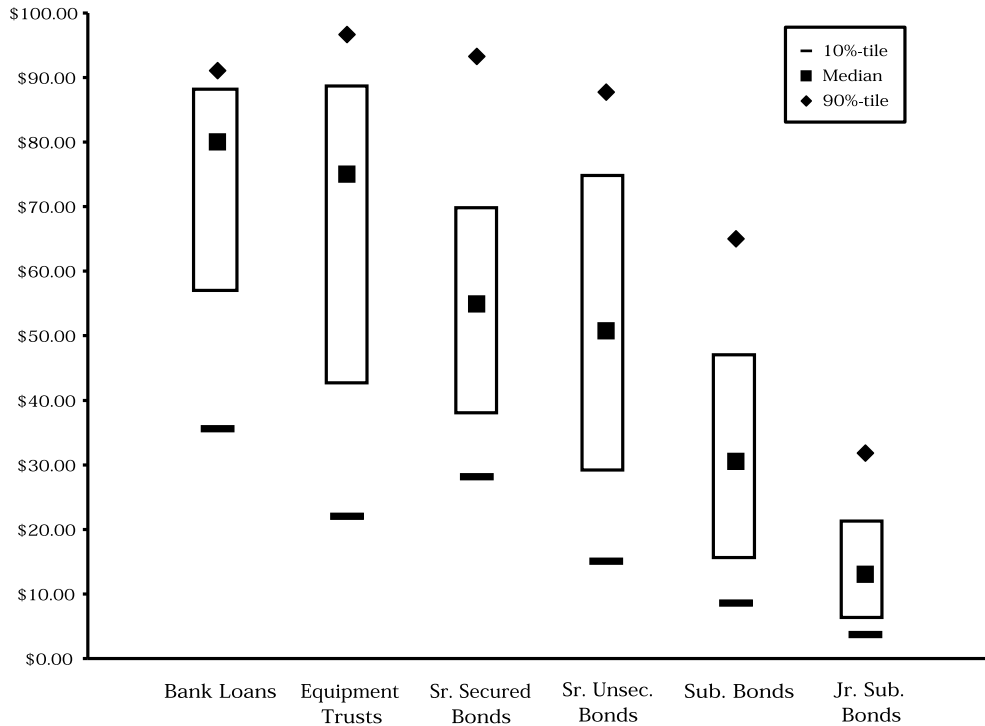 $100.00
$90.00
$80.00
$70.00
$60.00
$50.00
$40.00
$30.00
$20.00
$10.00
$0.00
10%-tile
Median
90%-tile
Bank Loans
Equipment
Trusts
Sr. Secured
Bonds
Sr. Unsec.
Bonds
Sub. Bonds
Jr. Sub.
Bonds